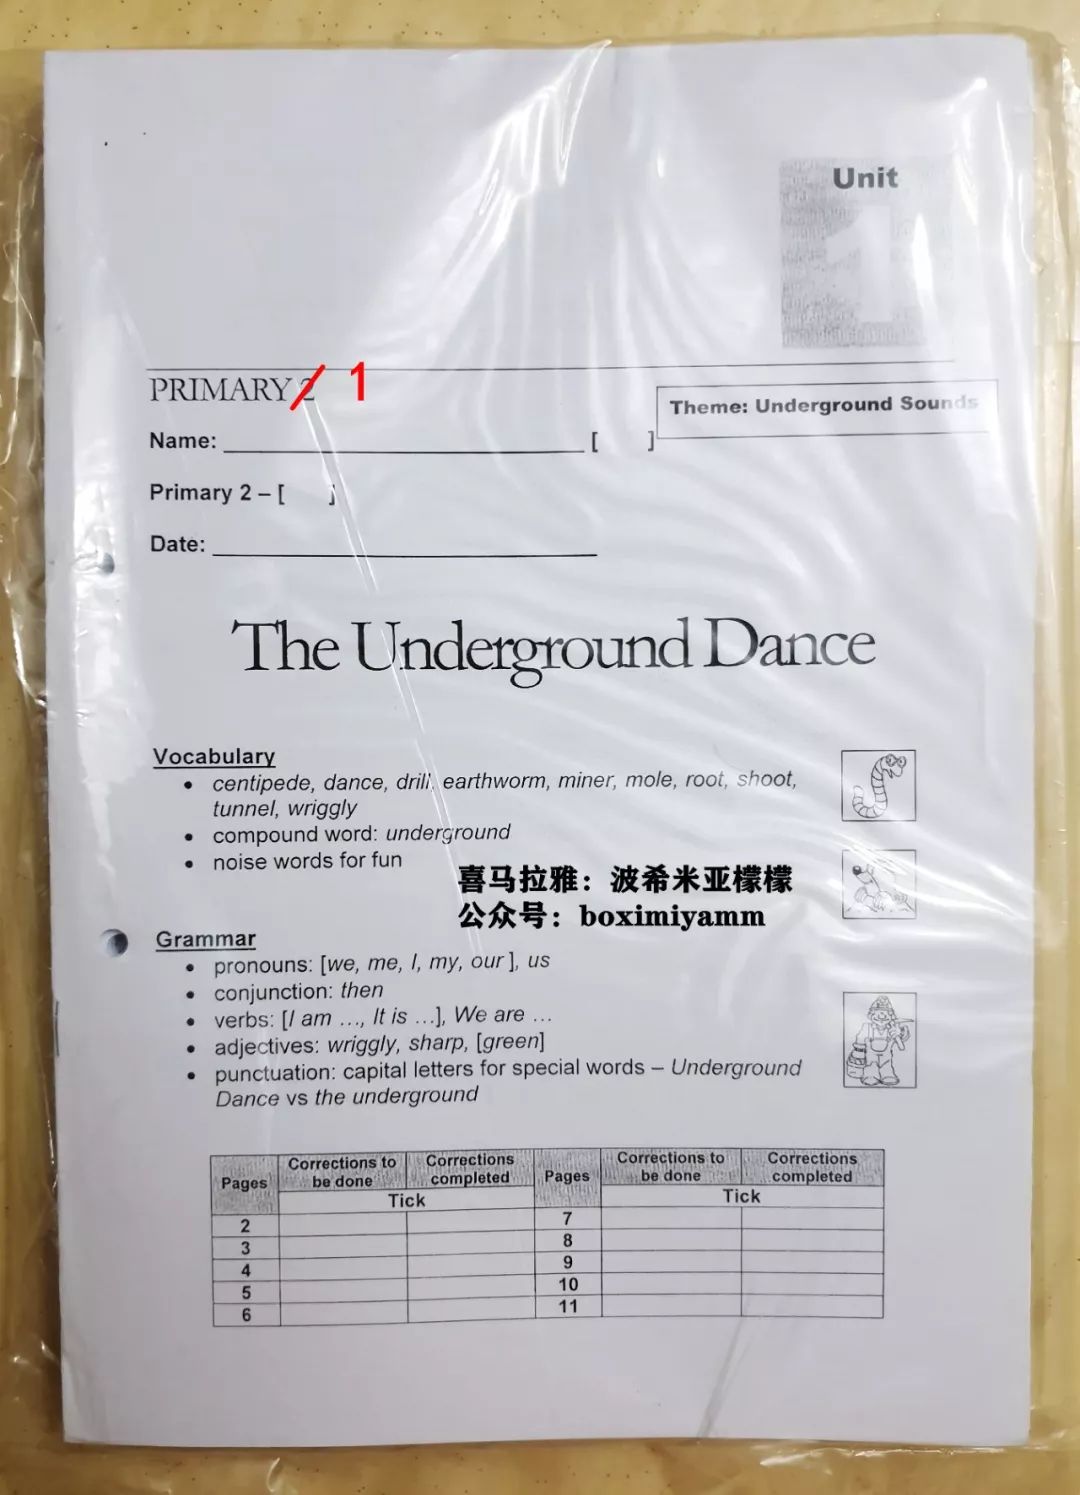 Unit
1
PRIMARY 2 1
Theme: Underground Sounds
Name: ____________________ [ ]
Primary 2 – [ ]
Date: ____________________
The Underground Dance
Vocabulary
• centipede, dance, drill, earthworm, miner, mole, root, shoot,
tunnel, wriggly
• compound word: underground
• noise words for fun
喜马拉雅：波希米亚檬檬
公众号：boximiyamm
Grammar
• pronouns: [we, me, I, my, our ], us
• conjunction: then
• verbs: [I am …, It is …], We are …
• adjectives: wriggly, sharp, [green]
• punctuation: capital letters for special words – Underground
Dance vs the underground
Pages Corrections to be done Corrections completed Pages Corrections to be done Corrections completed
Tick Tick
2 7
3 8
4 9
5 10
6 11